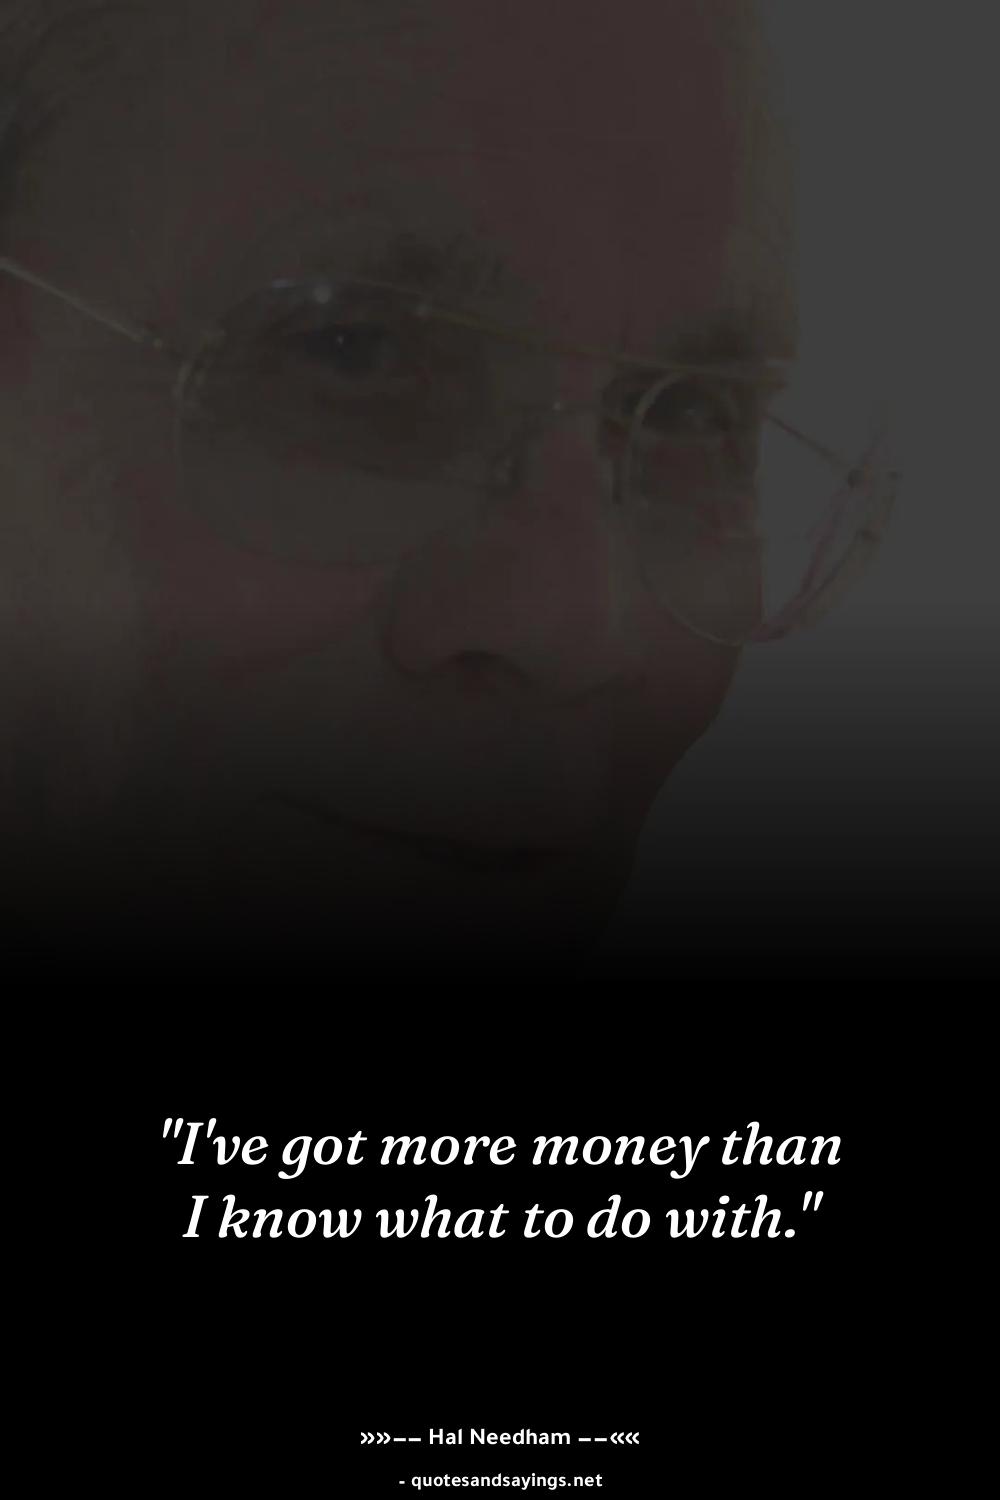 "I've got more money than
I know what to do with."
»»–– Hal Needham ––««
- quotesandsayings.net